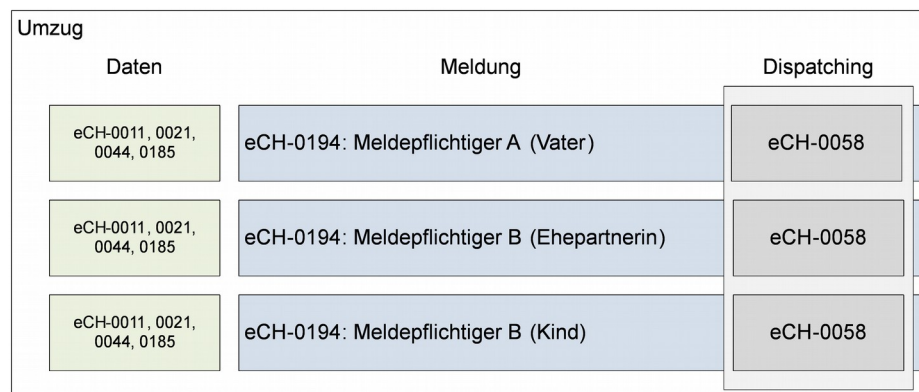 Umzug
Daten
Meldung
Dispatching
eCH-0011, 0021,
0044, 0185
eCH-0194: Meldepflichtiger A (Vater)
eCH-0058
eCH-0011, 0021,
0044, 0185
eCH-0194: Meldepflichtiger B (Ehepartnerin)
eCH-0058
eCH-0011, 0021,
0044, 0185
eCH-0194: Meldepflichtiger B (Kind)
eCH-0058